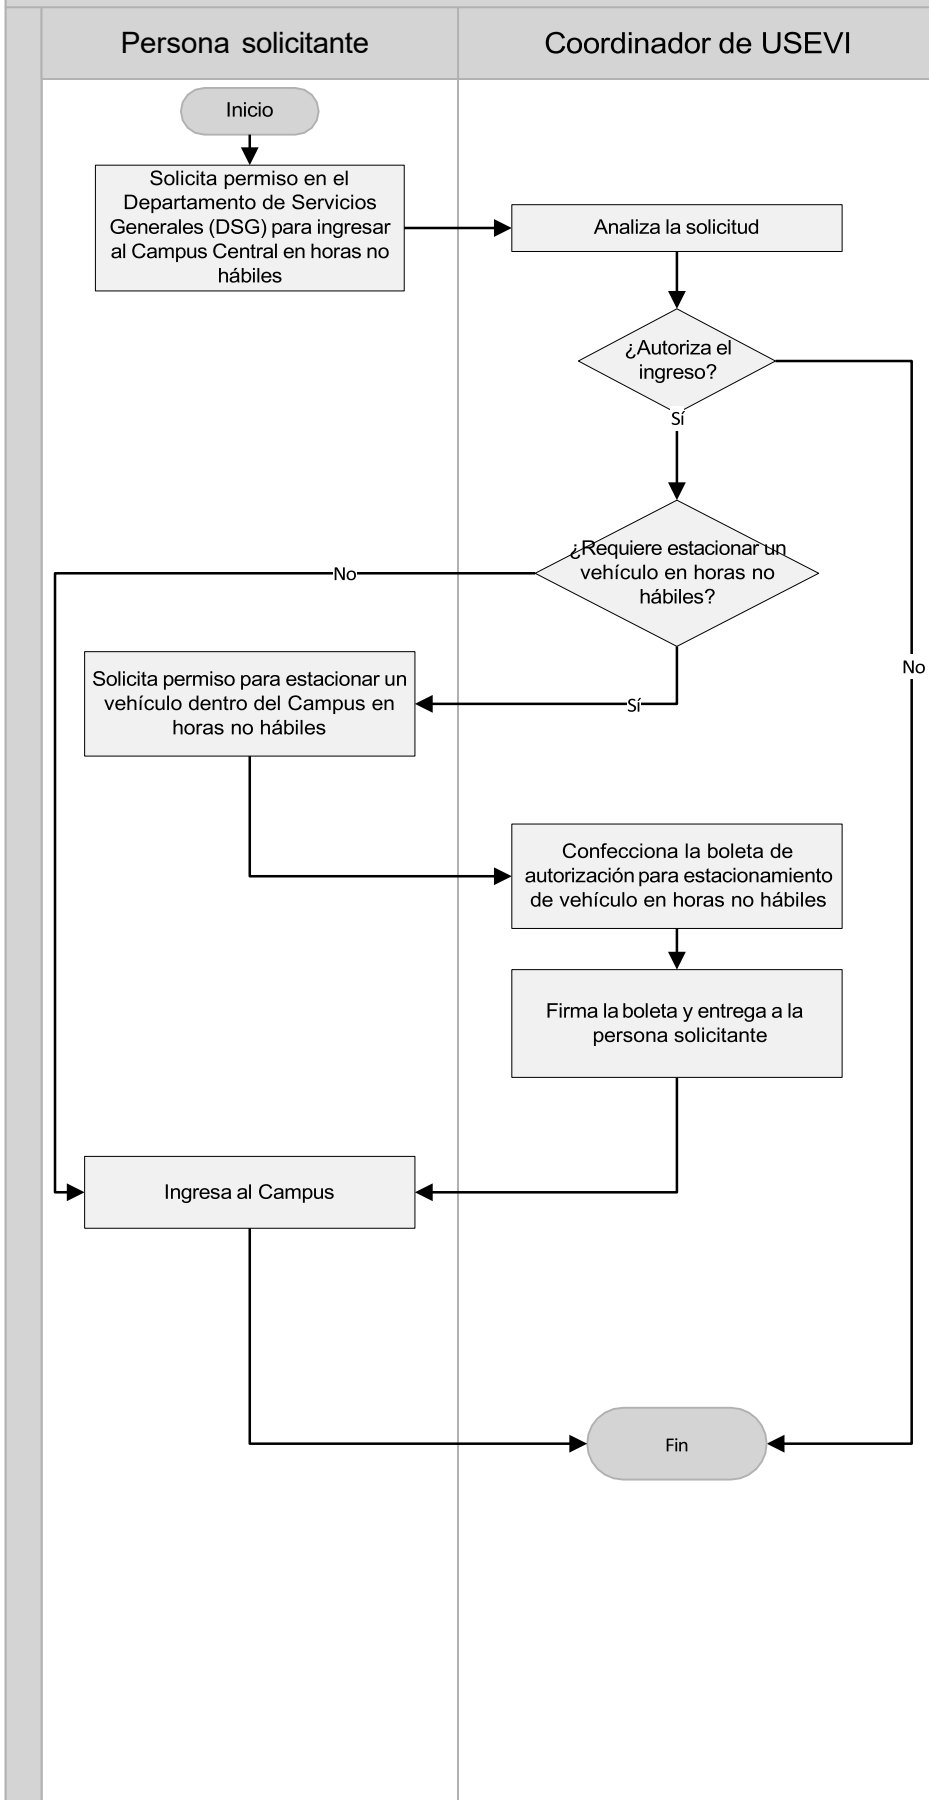 Persona solicitante
Coordinador de USEVI
Inicio
Solicita permiso en el
Departamento de Servicios
Generales (DSG) para ingresar
al Campus Central en horas no
hábiles
Analiza la solicitud
¿Autoriza el
ingreso?
Sí
¿Requiere estacionar un
vehículo en horas no
hábiles?
No
No
Solicita permiso para estacionar un
vehículo dentro del Campus en
horas no hábiles
Sí
Confecciona la boleta de
autorización para estacionamiento
de vehículo en horas no hábiles
Firma la boleta y entrega a la
persona solicitante
Ingresa al Campus
Fin